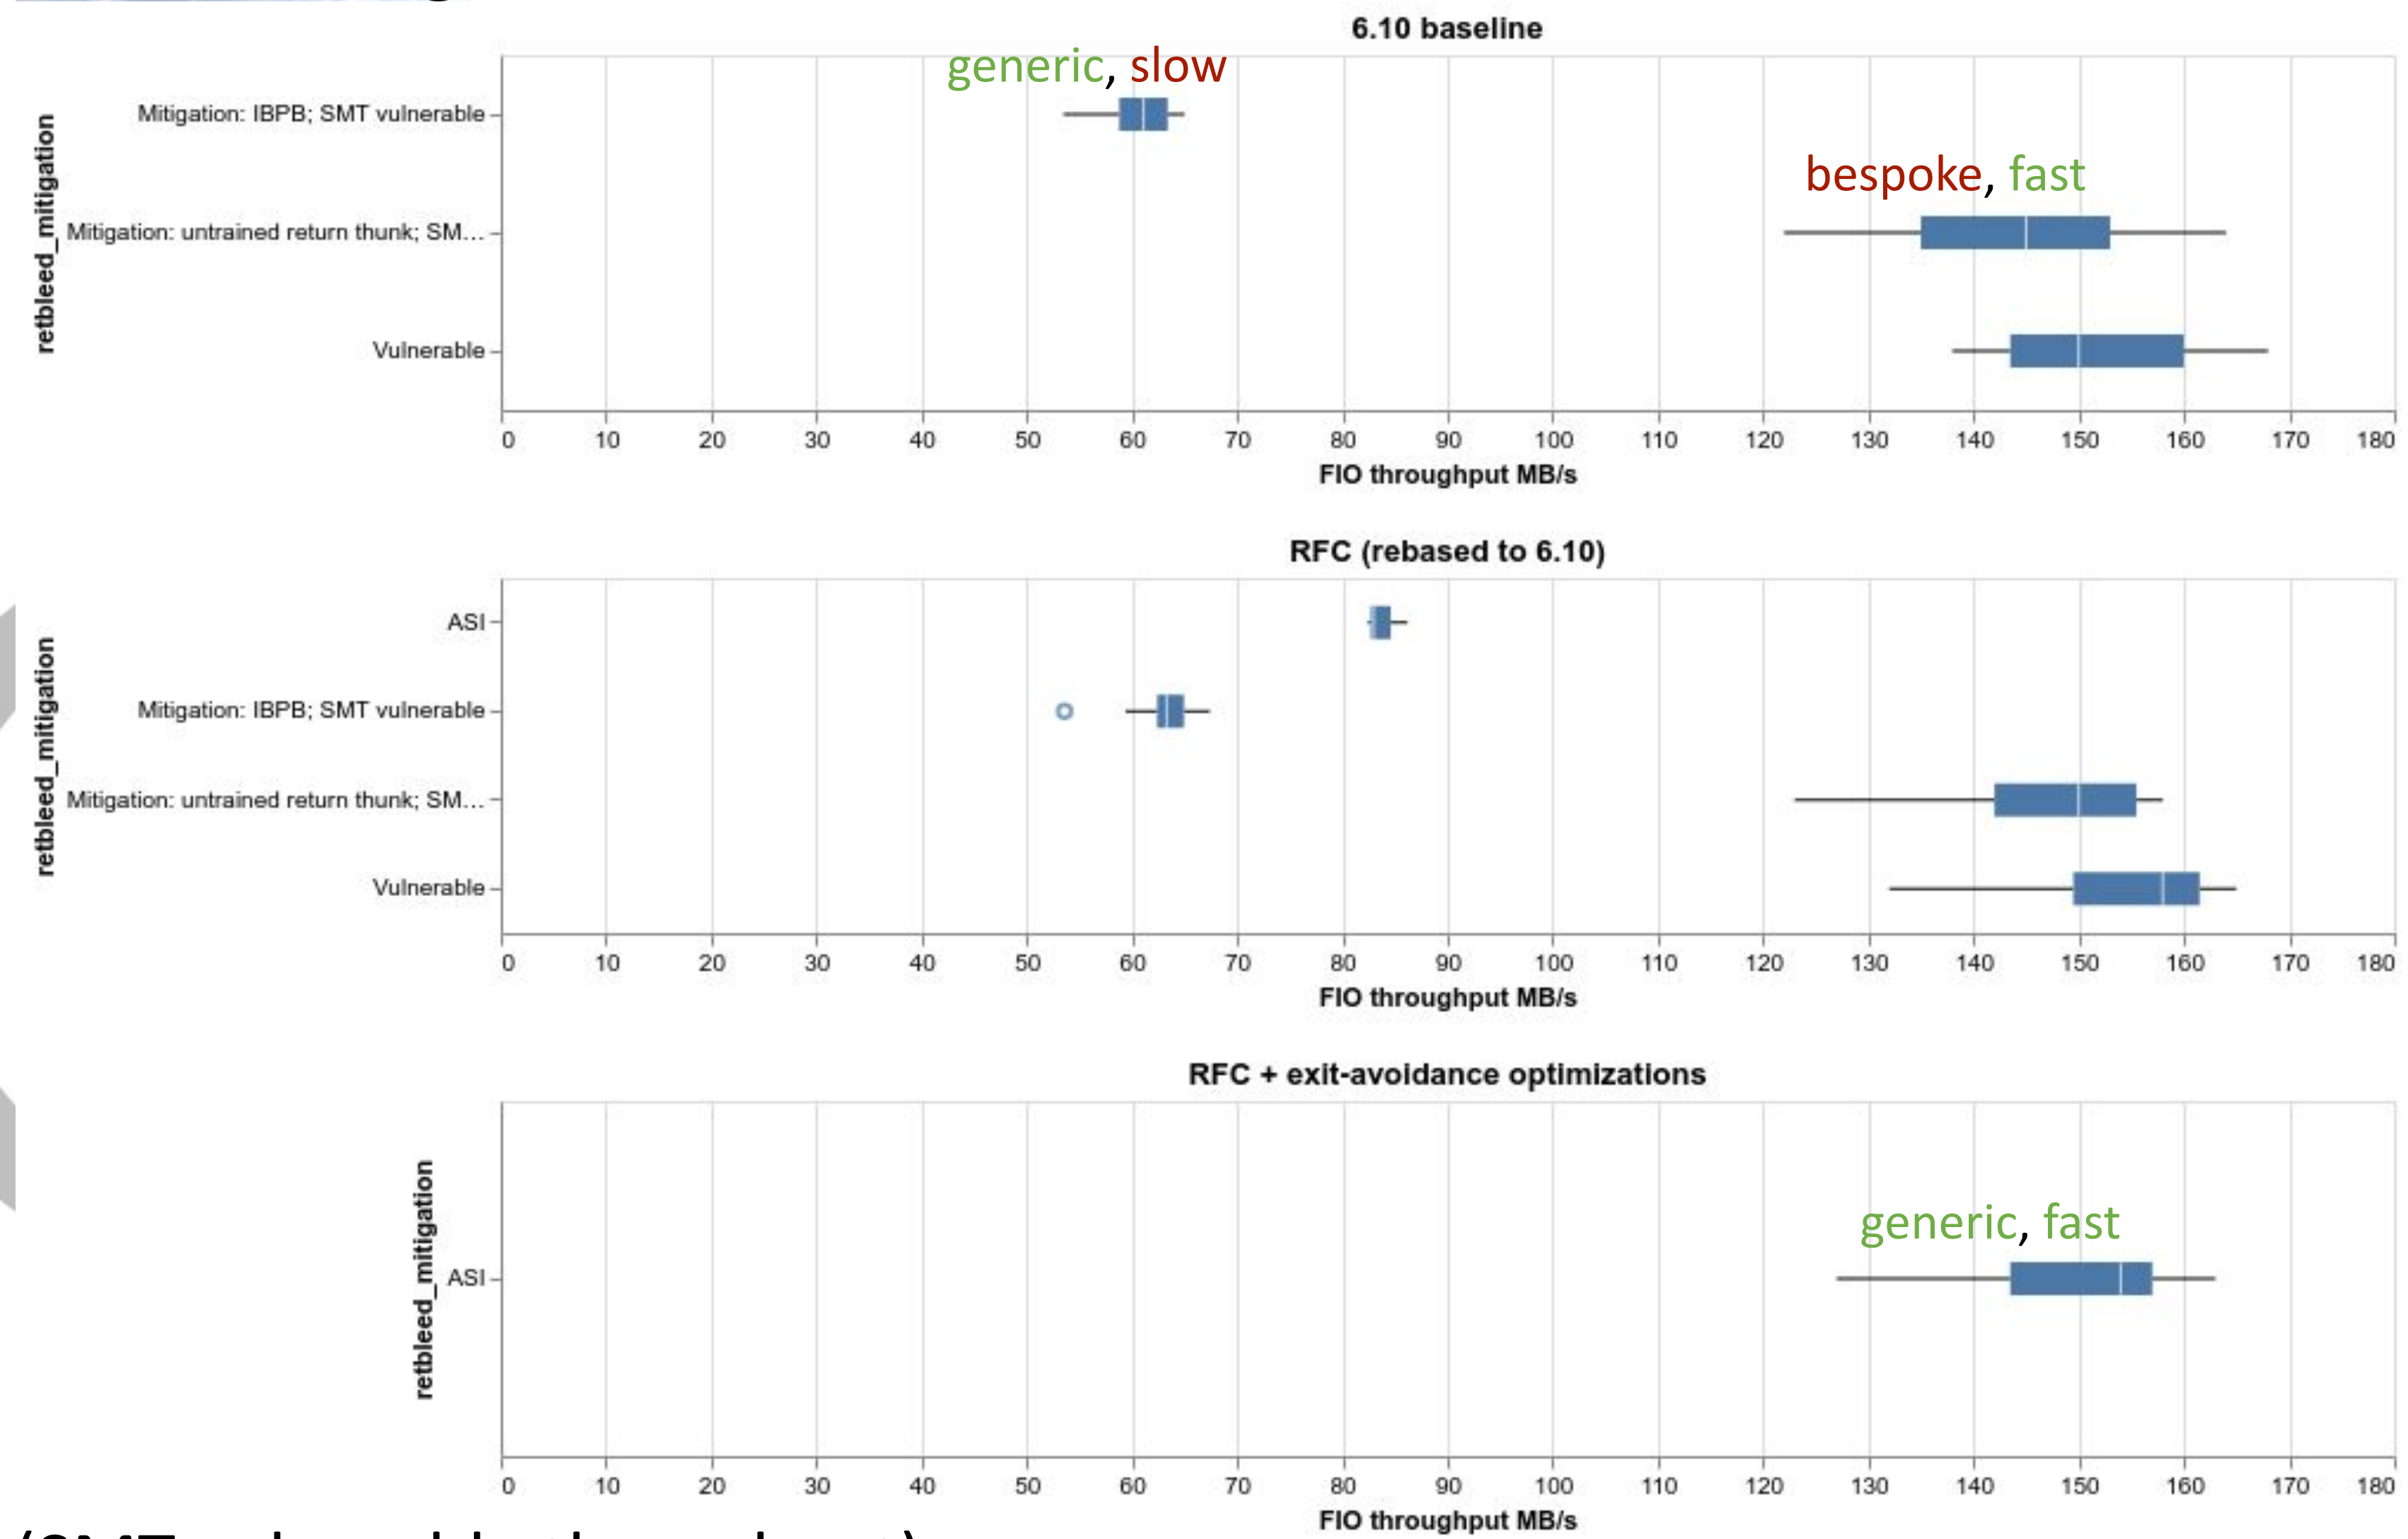 6.10 baseline
generic, slow
Mitigation: IBPB; SMT vulnerable
bespoke, fast
Mitigation: untrained return thunk; SM...
Vulnerable
retbleed_mitigation
0 10 20 30 40 50 60 70 80 90 100 110 120 130 140 150 160 170 180
FIO throughput MB/s
RFC (rebased to 6.10)
ASI
Mitigation: IBPB; SMT vulnerable
Mitigation: untrained return thunk; SM...
Vulnerable
retbleed_mitigation
0 10 20 30 40 50 60 70 80 90 100 110 120 130 140 150 160 170 180
FIO throughput MB/s
RFC + exit-avoidance optimizations
generic, fast
ASI
retbleed_mitigation
0 10 20 30 40 50 60 70 80 90 100 110 120 130 140 150 160 170 180
FIO throughput MB/s